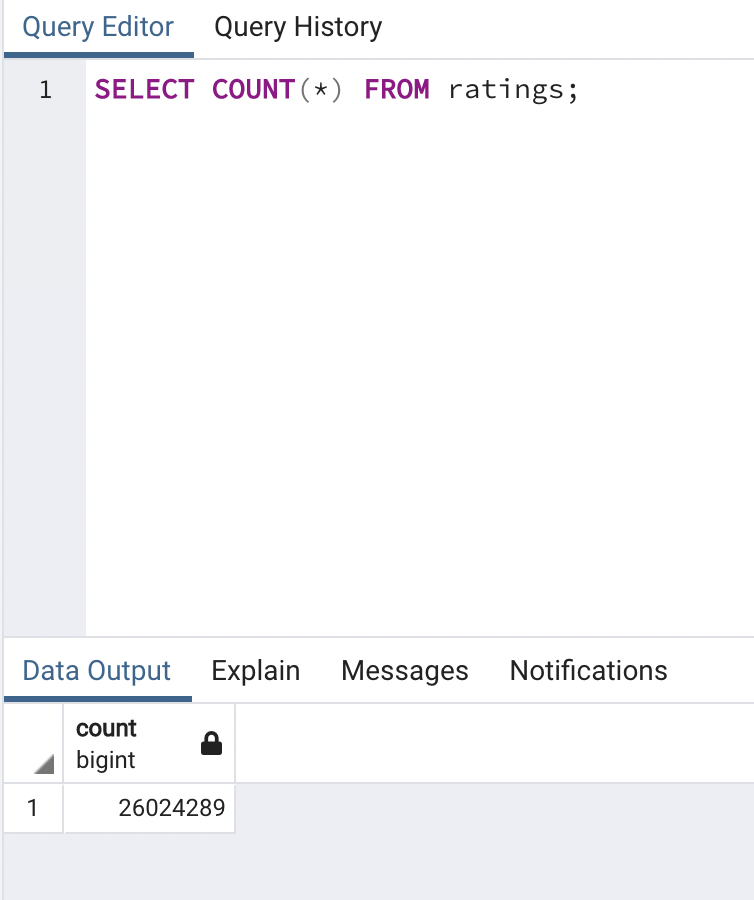 Query Editor Query History
1 SELECT COUNT(*) FROM ratings;
Data Output Explain Messages Notifications
count
bigint
1 26024289